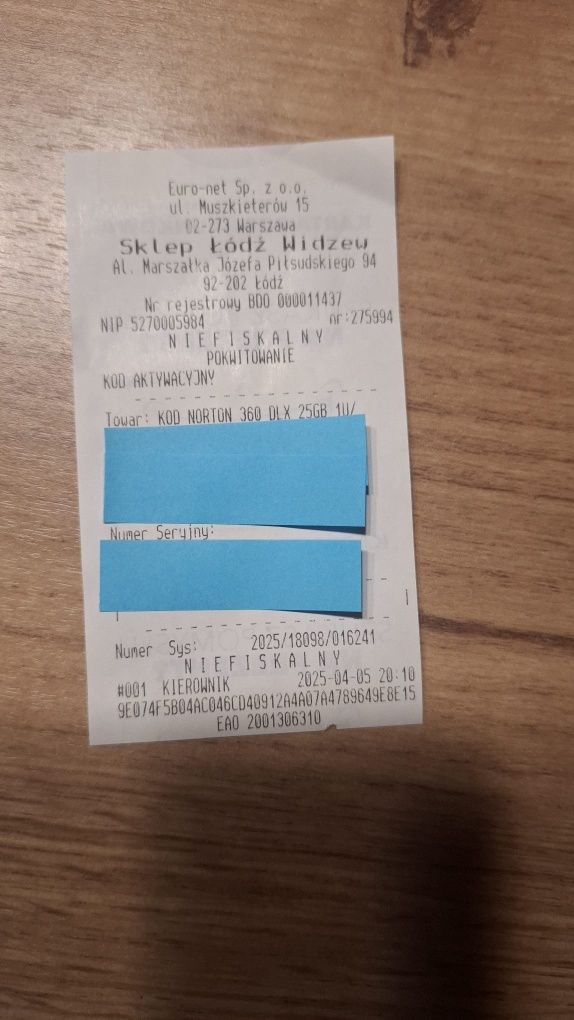 Euro-net Sp. z o.o.
ul. Muszkieterów 15
02-273 Warszawa
Sklep Łódź Widzew
Al. Marszałka Józefa Piłsudskiego 94
92-202 Łódź
Nr rejestrowy BDO 000011437
NIP 5270005984 nr:275994
N I E F I S K A L N Y
POKWITOWANIE
KOD AKTYWACYJNY
Towar: KOD NORTON 360 DLX 25GB 1U/
Numer Seryjny:
Numer Sys: 2025/18098/016241
N I E F I S K A L N Y
#001 KIEROWNIK 2025-04-05 20:10
9E074F5B04AC046CD40912A4A07A4789649E8E15
EAO 2001306310